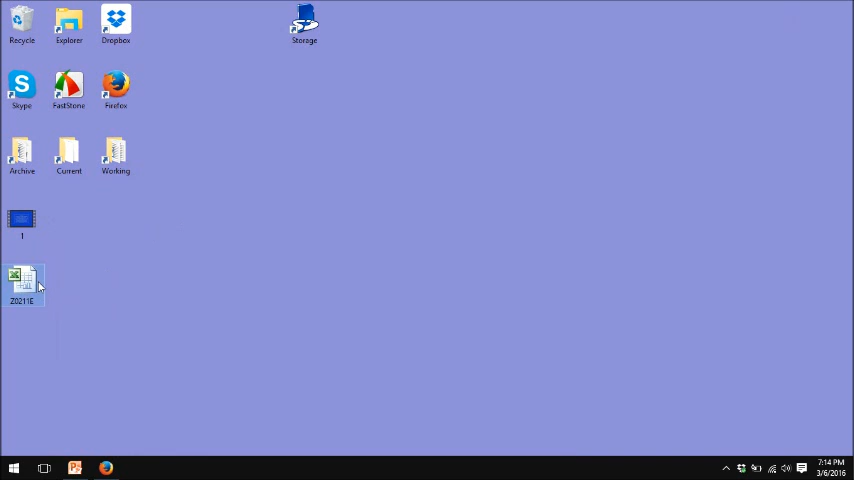 Recycle
Explorer
Dropbox
Storage
Skype
FastStone
Firefox
Archive
Current
Working
1
Z0211E
7:14 PM
3/6/2016